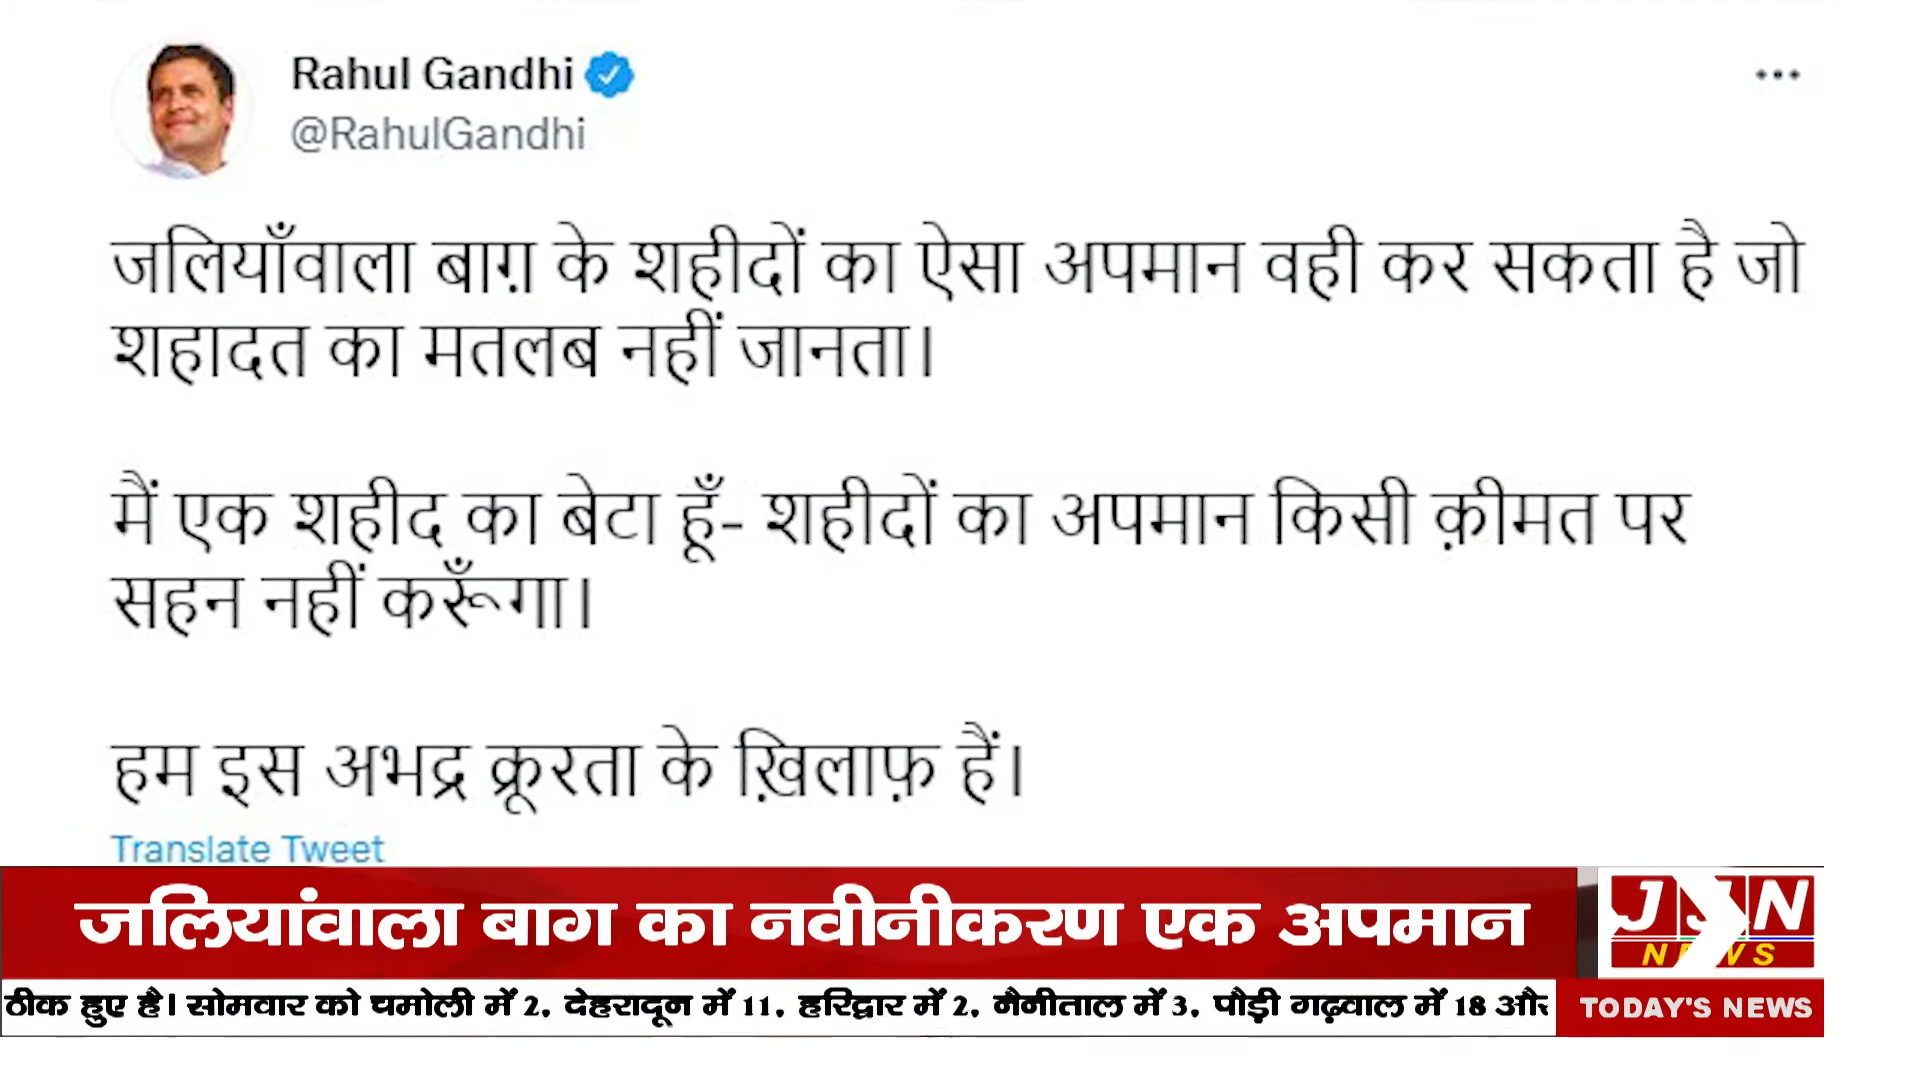 Rahul Gandhi
@RahulGandhi
जलियाँवाला बाग़ के शहीदों का ऐसा अपमान वही कर सकता है जो
शहादत का मतलब नहीं जानता।
मैं एक शहीद का बेटा हूँ- शहीदों का अपमान किसी क़ीमत पर
सहन नहीं करूँगा।
हम इस अभद्र क्रूरता के ख़िलाफ़ हैं।
Translate Tweet
जलियांवाला बाग का नवीनीकरण एक अपमान
JSN
NEWS
ठीक हुए है। सोमवार को चमोली में 2, देहरादून में 11, हरिद्वार में 2, नैनीताल में 3, पौड़ी गढ़वाल में 18 और
TODAY'S NEWS